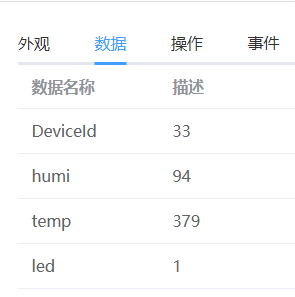 外观 数据 操作 事件
数据名称 描述
DeviceId 33
humi 94
temp 379
led 1